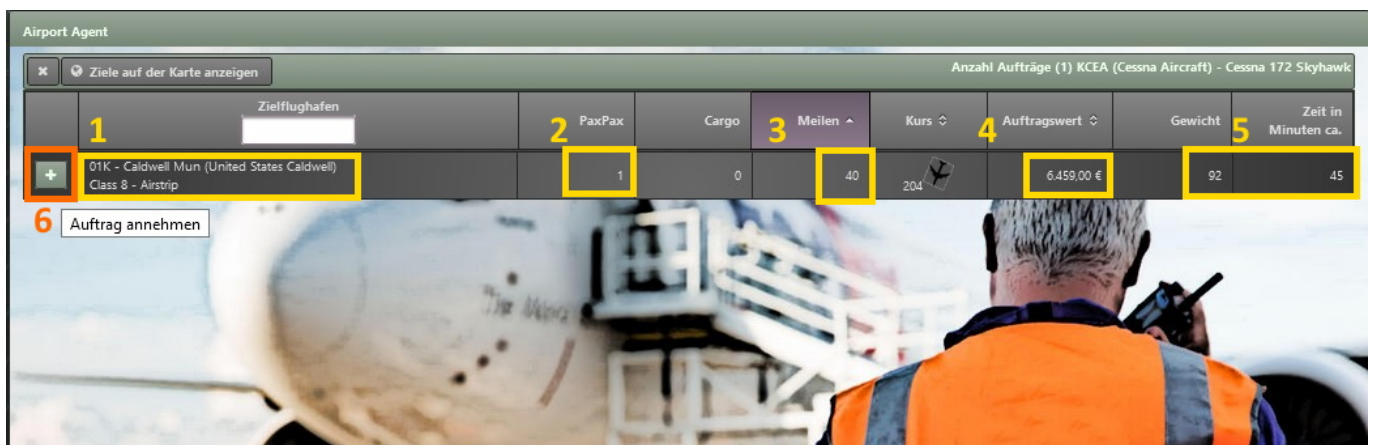 Airport Agent
Ziele auf der Karte anzeigen
Anzahl Aufträge (1) KCEA (Cessna Aircraft) - Cessna 172 Skyhawk
1 Zielflughafen 2 PaxPax Cargo 3 Meilen Kurs 4 Auftragswert Gewicht 5 Zeit in
Minuten ca.
01K - Caldwell Mun (United States Caldwell)
Class 8 - Airstrip
1 0 40 204 6.459,00 € 92 45
6 Auftrag annehmen